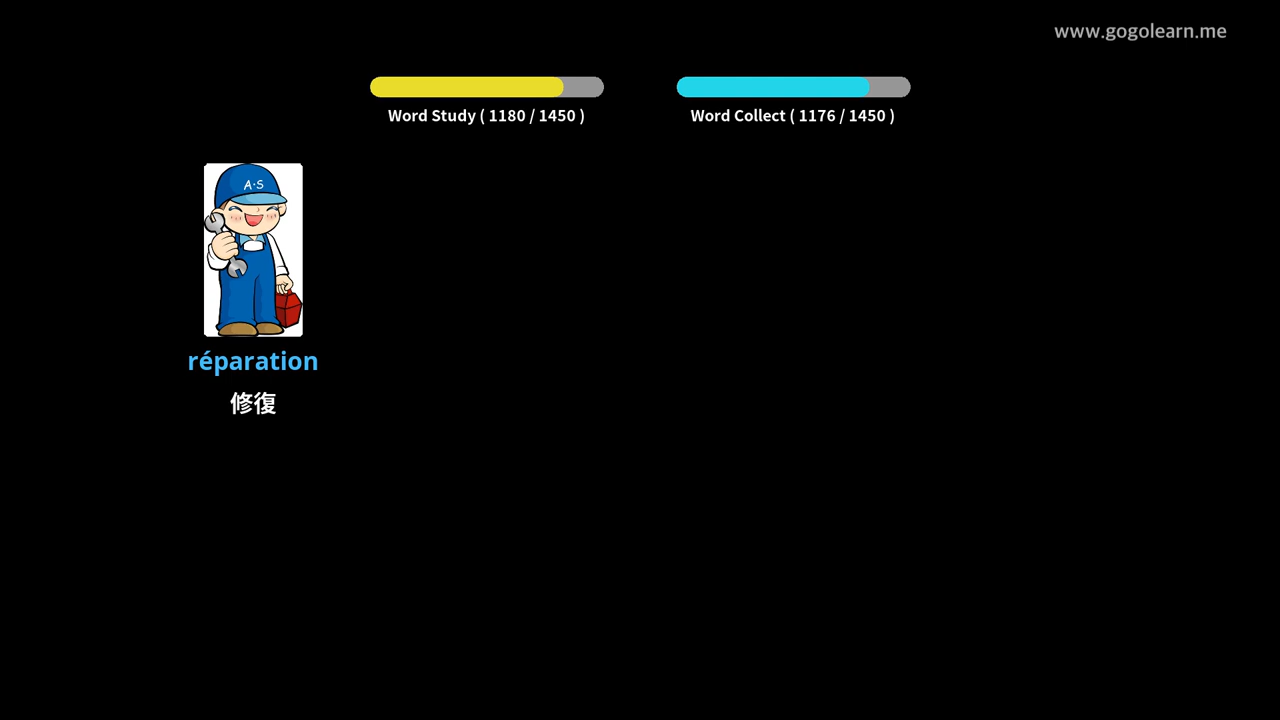 www.gogolearn.me
Word Study ( 1180 / 1450 )
Word Collect ( 1176 / 1450 )
A·S
réparation
修復